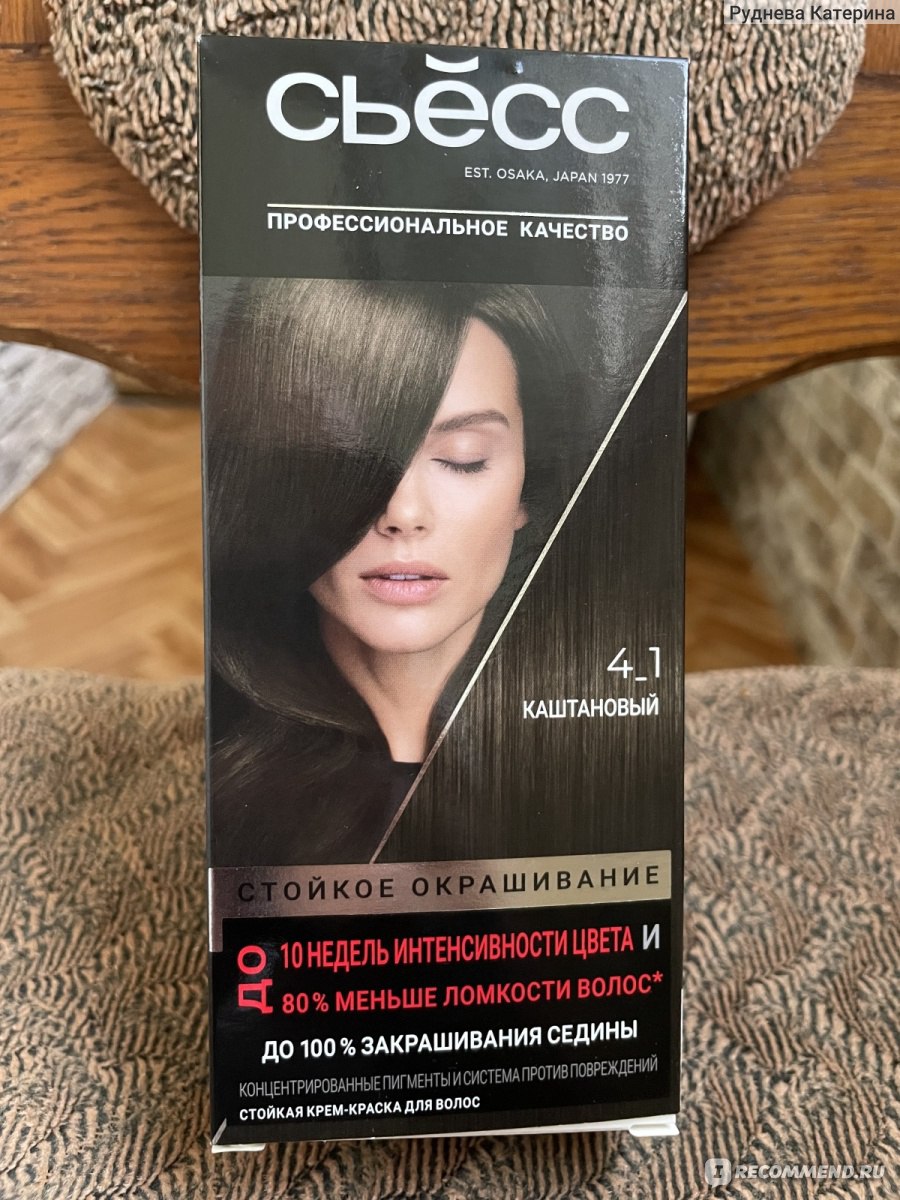 Руднева Катерина
СЬЁСС
EST. OSAKA, JAPAN 1977
ПРОФЕССИОНАЛЬНОЕ КАЧЕСТВО
4_1
КАШТАНОВЫЙ
СТОЙКОЕ ОКРАШИВАНИЕ
ДО
10 НЕДЕЛЬ ИНТЕНСИВНОСТИ ЦВЕТА И
80 % МЕНЬШЕ ЛОМКОСТИ ВОЛОС*
ДО 100 % ЗАКРАШИВАНИЯ СЕДИНЫ
КОНЦЕНТРИРОВАННЫЕ ПИГМЕНТЫ И СИСТЕМА ПРОТИВ ПОВРЕЖДЕНИЙ
СТОЙКАЯ КРЕМ-КРАСКА ДЛЯ ВОЛОС
IRECOMMEND.RU